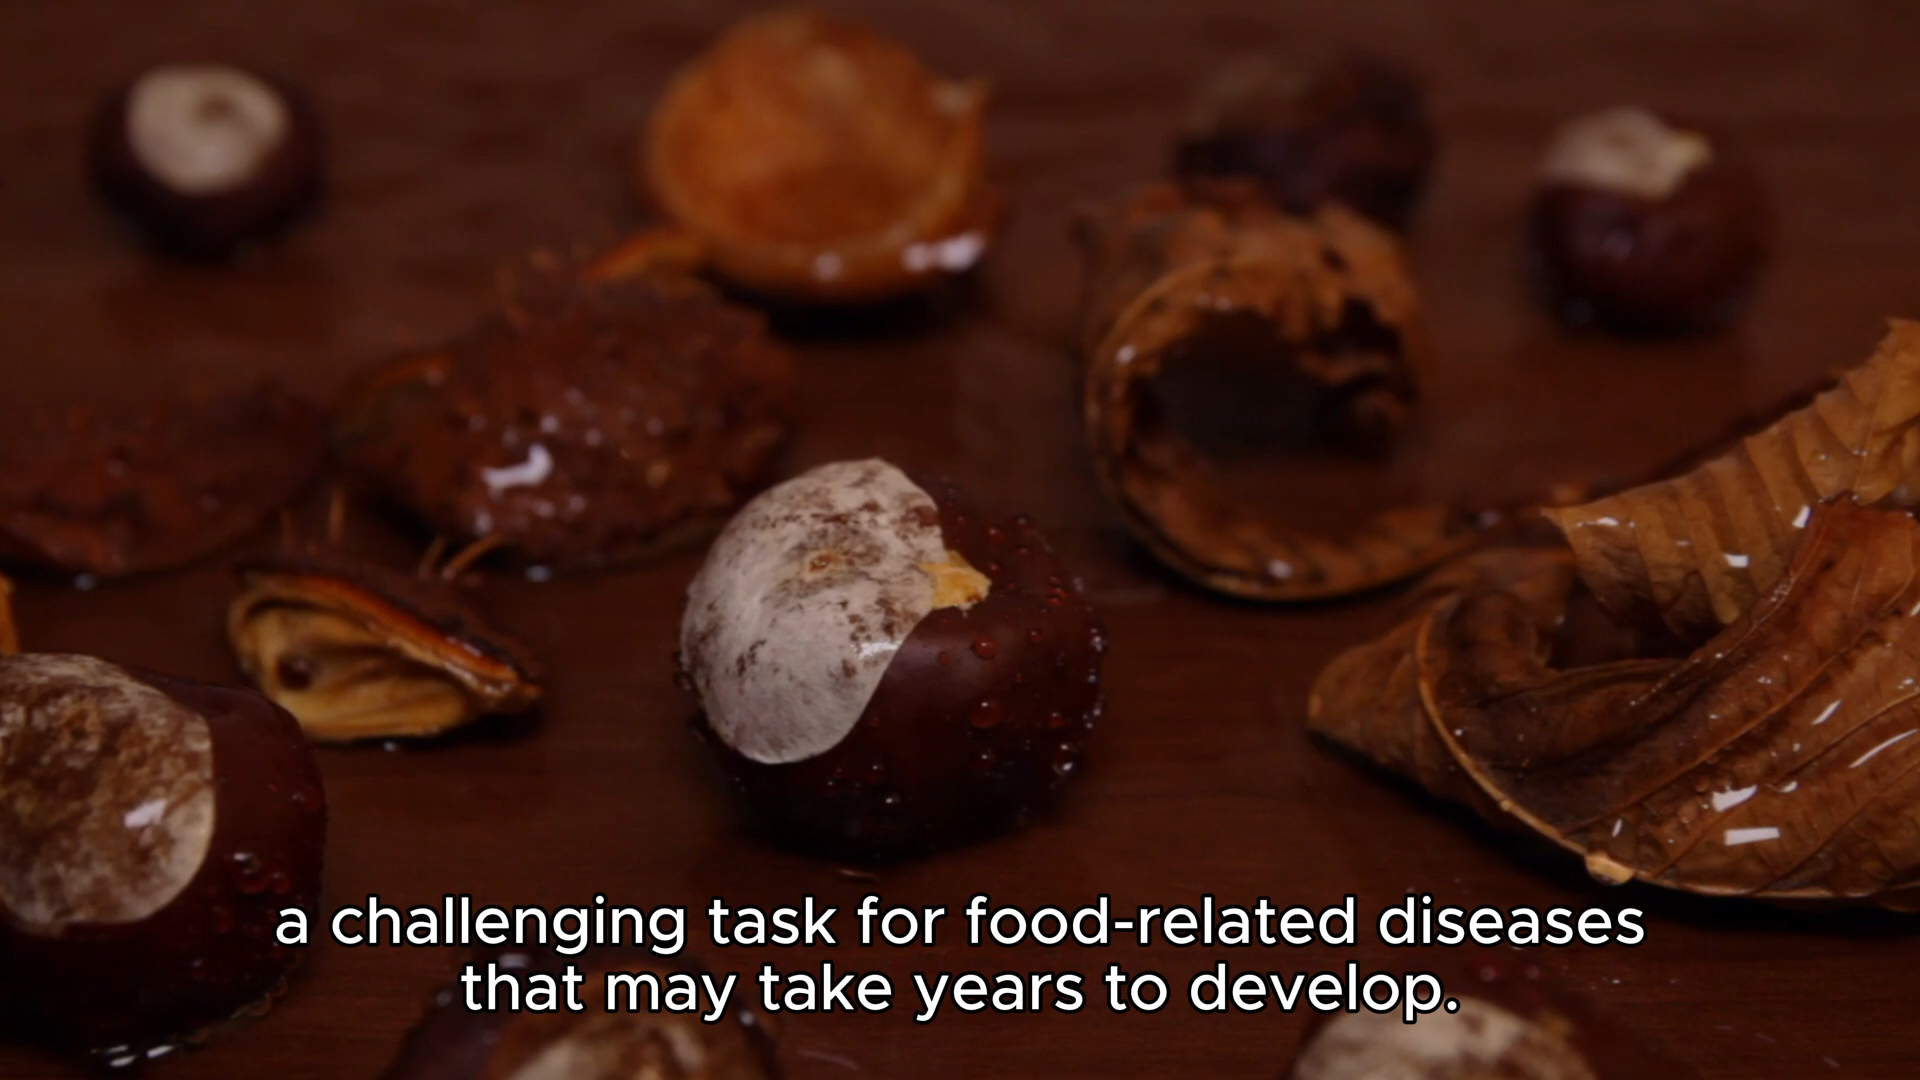 a challenging task for food-related diseases
that may take years to develop.